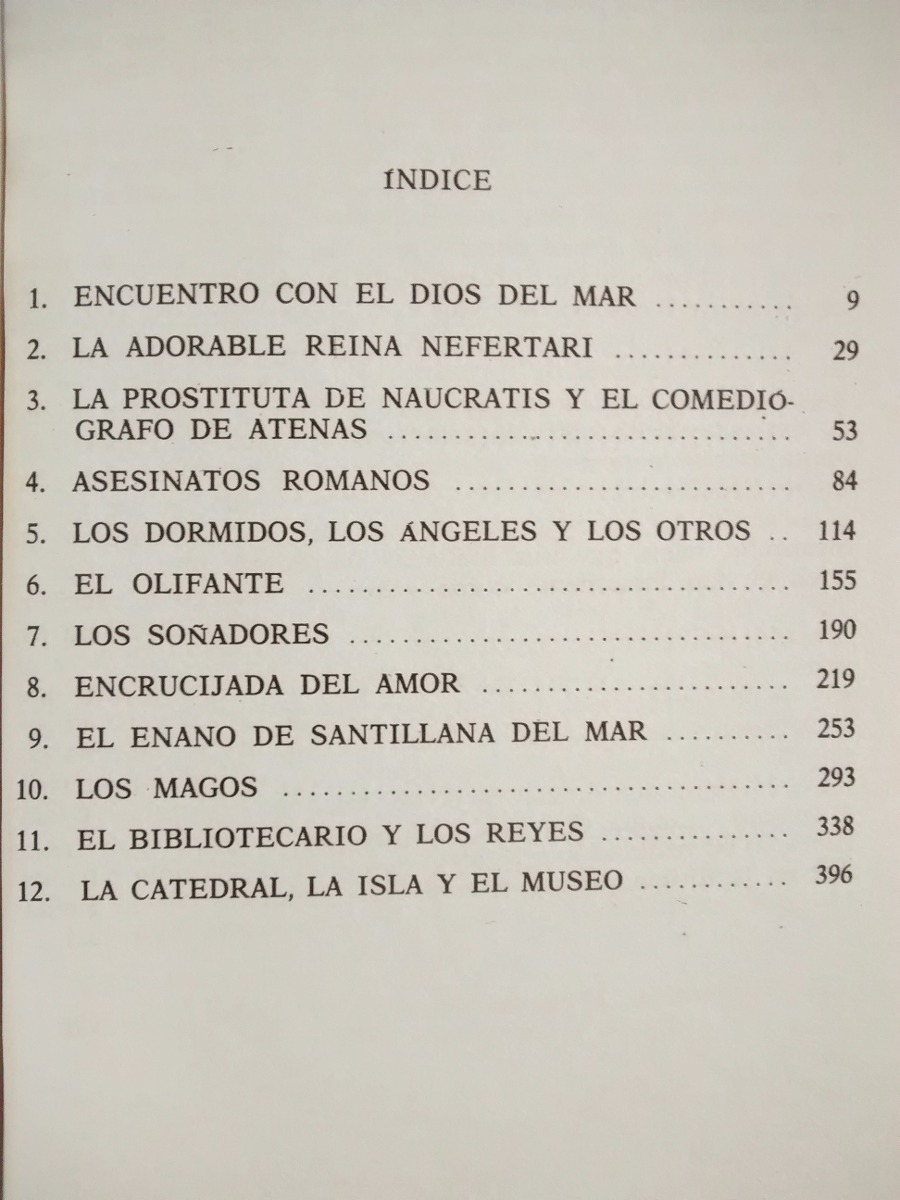 ÍNDICE
1. ENCUENTRO CON EL DIOS DEL MAR ........... 9
2. LA ADORABLE REINA NEFERTARI .............. 29
3. LA PROSTITUTA DE NAUCRATIS Y EL COMEDIÓ-
GRAFO DE ATENAS ............................... 53
4. ASESINATOS ROMANOS ......................... 84
5. LOS DORMIDOS, LOS ÁNGELES Y LOS OTROS .. 114
6. EL OLIFANTE .................................... 155
7. LOS SOÑADORES ................................. 190
8. ENCRUCIJADA DEL AMOR ....................... 219
9. EL ENANO DE SANTILLANA DEL MAR .......... 253
10. LOS MAGOS ...................................... 293
11. EL BIBLIOTECARIO Y LOS REYES ............... 338
12. LA CATEDRAL, LA ISLA Y EL MUSEO ............ 396